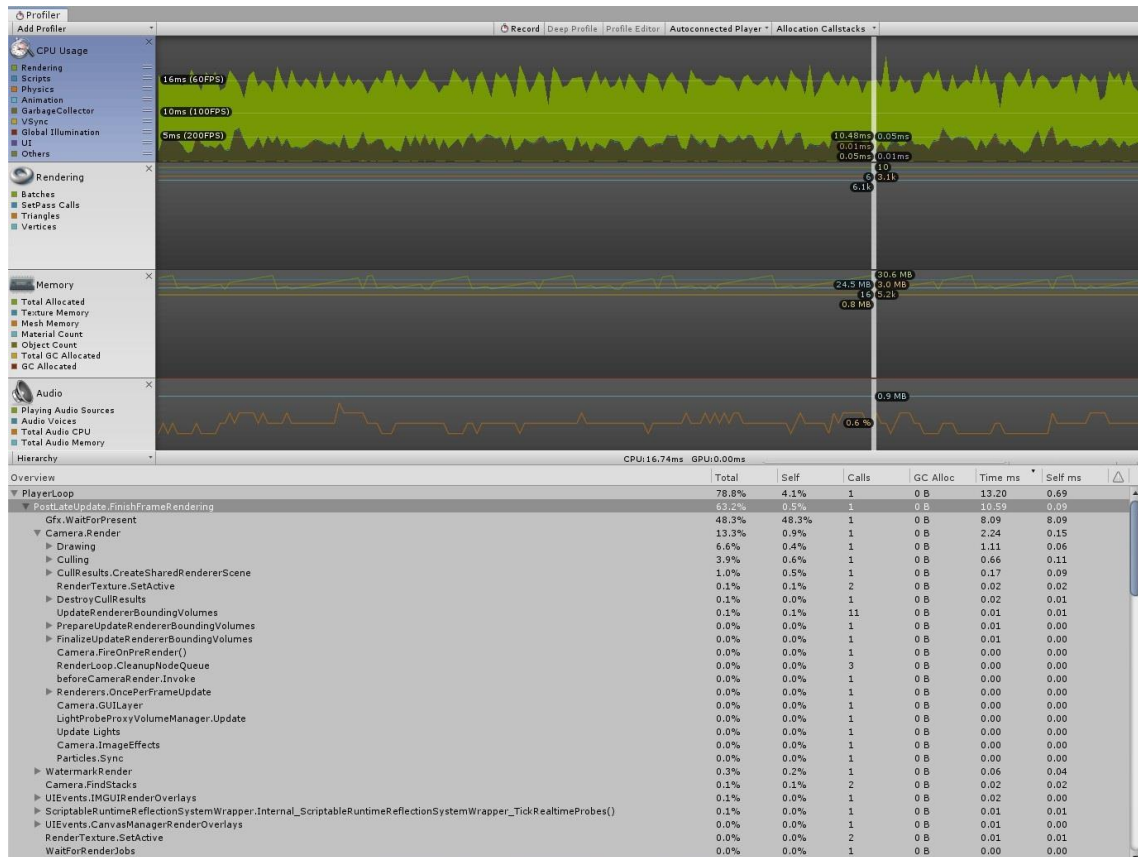 Profiler
Add Profiler Record Deep Profile Profile Editor Autoconnected Player Allocation Callstacks
CPU Usage
Rendering
Scripts
Physics
Animation
GarbageCollector
VSync
Global Illumination
UI
Others
16ms (60FPS)
10ms (100FPS)
5ms (200FPS)
10.48ms 0.05ms
0.01ms
0.05ms 0.01ms
Rendering
Batches
SetPass Calls
Triangles
Vertices
10
6 3.1k
6.1k
Memory
Total Allocated
Texture Memory
Mesh Memory
Material Count
Object Count
Total GC Allocated
GC Allocated
30.6 MB
24.5 MB 3.0 MB
16 5.2k
0.8 MB
Audio
Playing Audio Sources
Audio Voices
Total Audio CPU
Total Audio Memory
0.9 MB
0.6 %
Hierarchy CPU:16.74ms GPU:0.00ms
Overview Total Self Calls GC Alloc Time ms Self ms
PlayerLoop 78.8% 4.1% 1 0 B 13.20 0.69
PostLateUpdate.FinishFrameRendering 63.2% 0.5% 1 0 B 10.59 0.09
Gfx.WaitForPresent 48.3% 48.3% 1 0 B 8.09 8.09
Camera.Render 13.3% 0.9% 1 0 B 2.24 0.15
Drawing 6.6% 0.4% 1 0 B 1.11 0.06
Culling 3.9% 0.6% 1 0 B 0.66 0.11
CullResults.CreateSharedRendererScene 1.0% 0.5% 1 0 B 0.17 0.09
RenderTexture.SetActive 0.1% 0.1% 2 0 B 0.02 0.02
DestroyCullResults 0.1% 0.0% 1 0 B 0.02 0.01
UpdateRendererBoundingVolumes 0.1% 0.1% 11 0 B 0.01 0.01
PrepareUpdateRendererBoundingVolumes 0.0% 0.0% 1 0 B 0.01 0.00
FinalizeUpdateRendererBoundingVolumes 0.0% 0.0% 1 0 B 0.01 0.00
Camera.FireOnPreRender() 0.0% 0.0% 1 0 B 0.00 0.00
RenderLoop.CleanupNodeQueue 0.0% 0.0% 3 0 B 0.00 0.00
beforeCameraRender.Invoke 0.0% 0.0% 1 0 B 0.00 0.00
Renderers.OncePerFrameUpdate 0.0% 0.0% 1 0 B 0.00 0.00
Camera.GUILayer 0.0% 0.0% 1 0 B 0.00 0.00
LightProbeProxyVolumeManager.Update 0.0% 0.0% 1 0 B 0.00 0.00
Update Lights 0.0% 0.0% 1 0 B 0.00 0.00
Camera.ImageEffects 0.0% 0.0% 1 0 B 0.00 0.00
Particles.Sync 0.0% 0.0% 1 0 B 0.00 0.00
WatermarkRender 0.3% 0.2% 1 0 B 0.06 0.04
Camera.FindStacks 0.1% 0.1% 2 0 B 0.02 0.02
UIEvents.IMGUIRenderOverlays 0.1% 0.0% 1 0 B 0.02 0.00
ScriptableRuntimeReflectionSystemWrapper.Internal_ScriptableRuntimeReflectionSystemWrapper_TickRealtimeProbes() 0.1% 0.0% 1 0 B 0.01 0.01
UIEvents.CanvasManagerRenderOverlays 0.0% 0.0% 1 0 B 0.01 0.00
RenderTexture.SetActive 0.0% 0.0% 2 0 B 0.01 0.01
WaitForRenderJobs 0.0% 0.0% 1 0 B 0.00 0.00